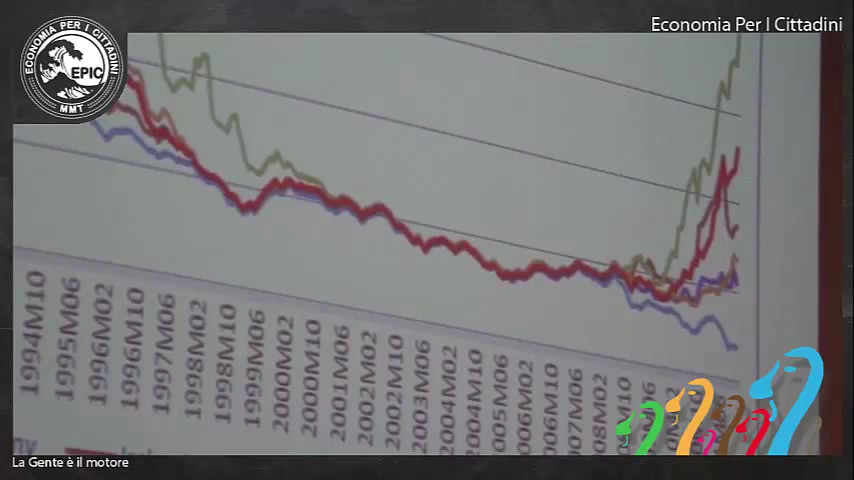 Economia Per I Cittadini
ECONOMIA PER I CITTADINI
EPIC
MMT
1994M10
1995M06
1996M02
1996M10
1997M06
1998M02
1998M10
1999M06
2000M02
2000M10
2001M06
2002M02
2002M10
2003M06
2004M02
2004M10
2005M06
2006M02
2006M10
2007M06
2008M02
La Gente è il motore